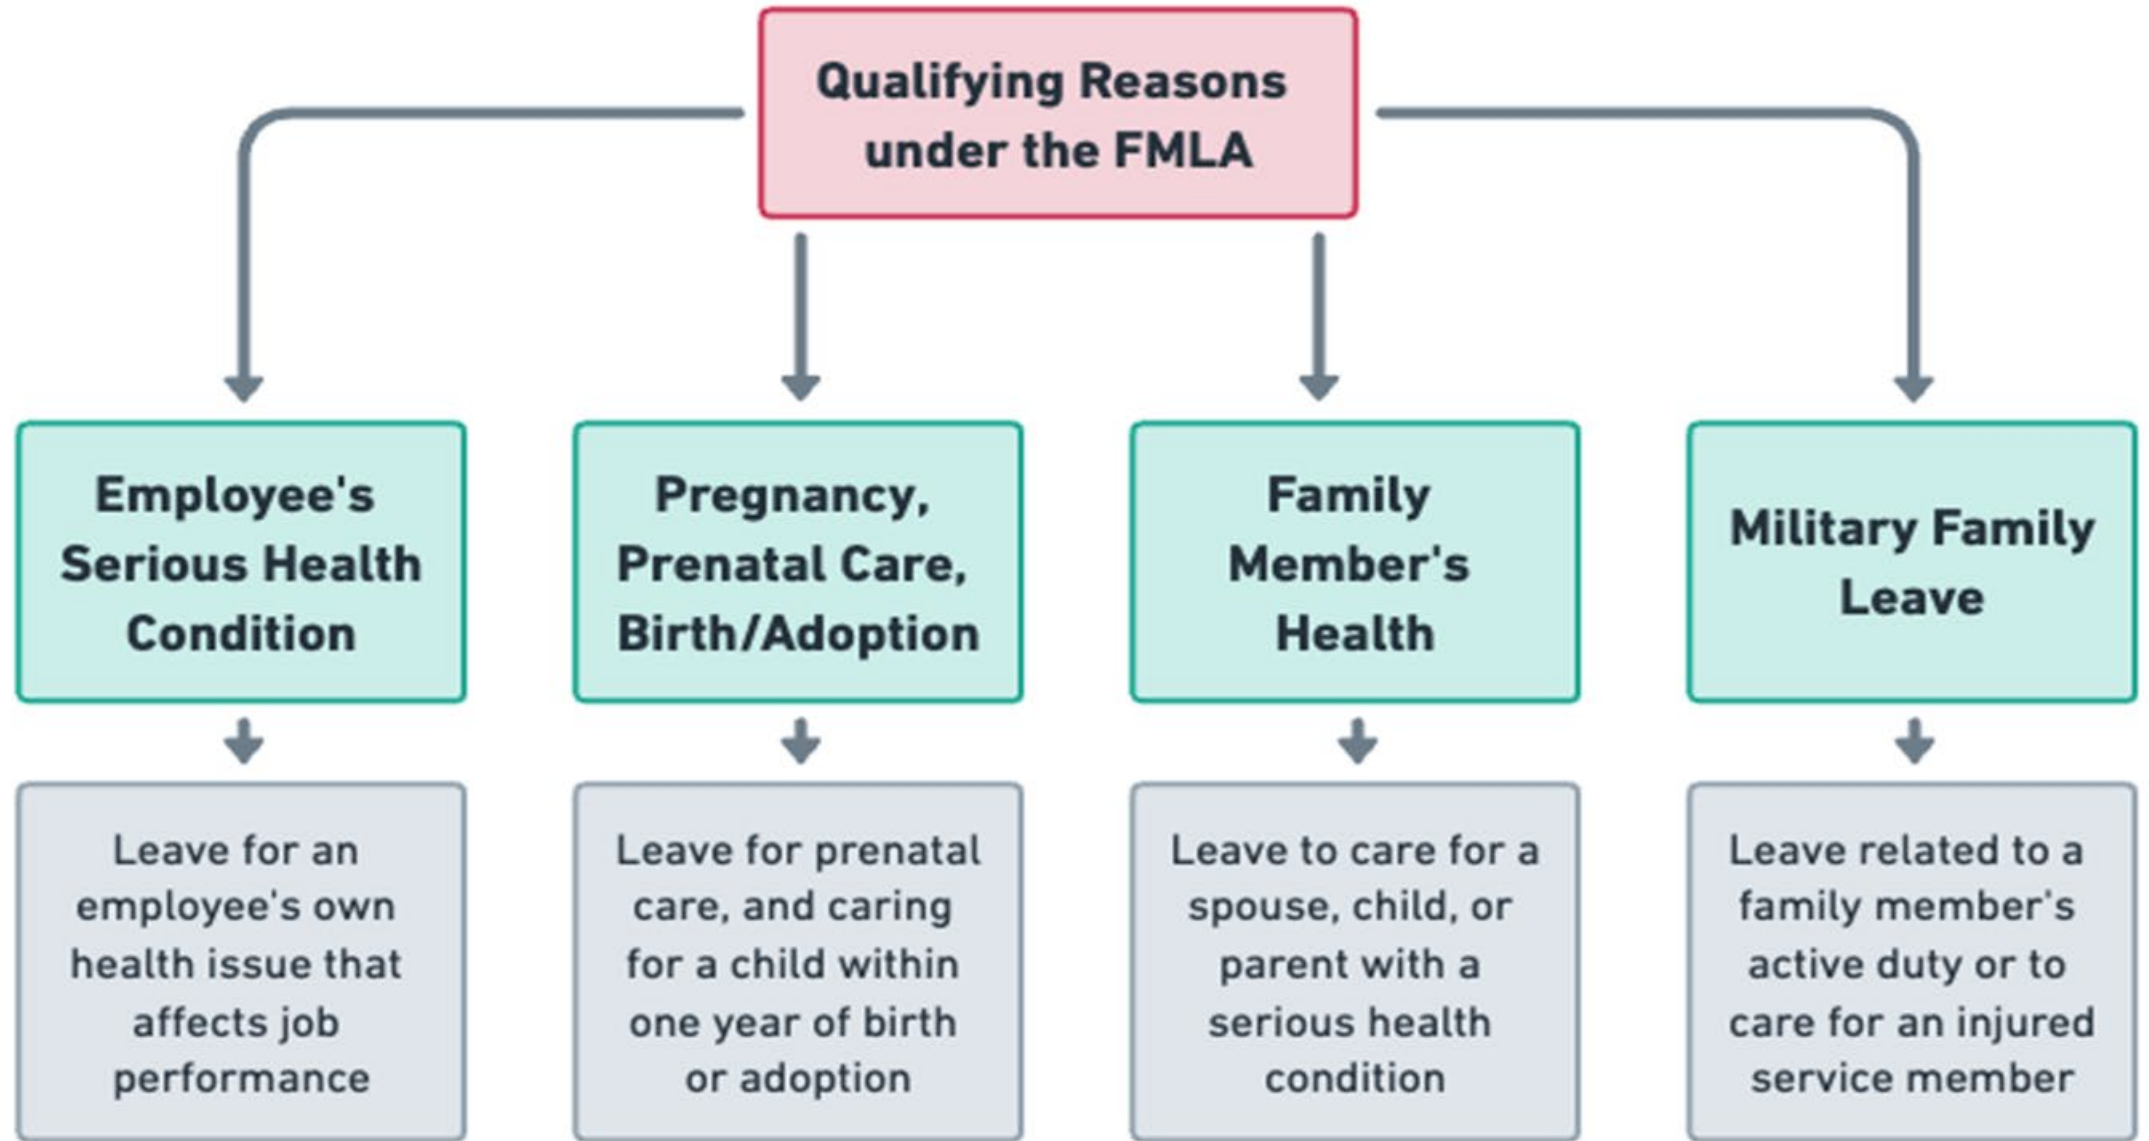 Qualifying Reasons
under the FMLA
Employee's
Serious Health
Condition
Pregnancy,
Prenatal Care,
Birth/Adoption
Family
Member's
Health
Military Family
Leave
Leave for an
employee's own
health issue that
affects job
performance
Leave for prenatal
care, and caring
for a child within
one year of birth
or adoption
Leave to care for a
spouse, child, or
parent with a
serious health
condition
Leave related to a
family member's
active duty or to
care for an injured
service member